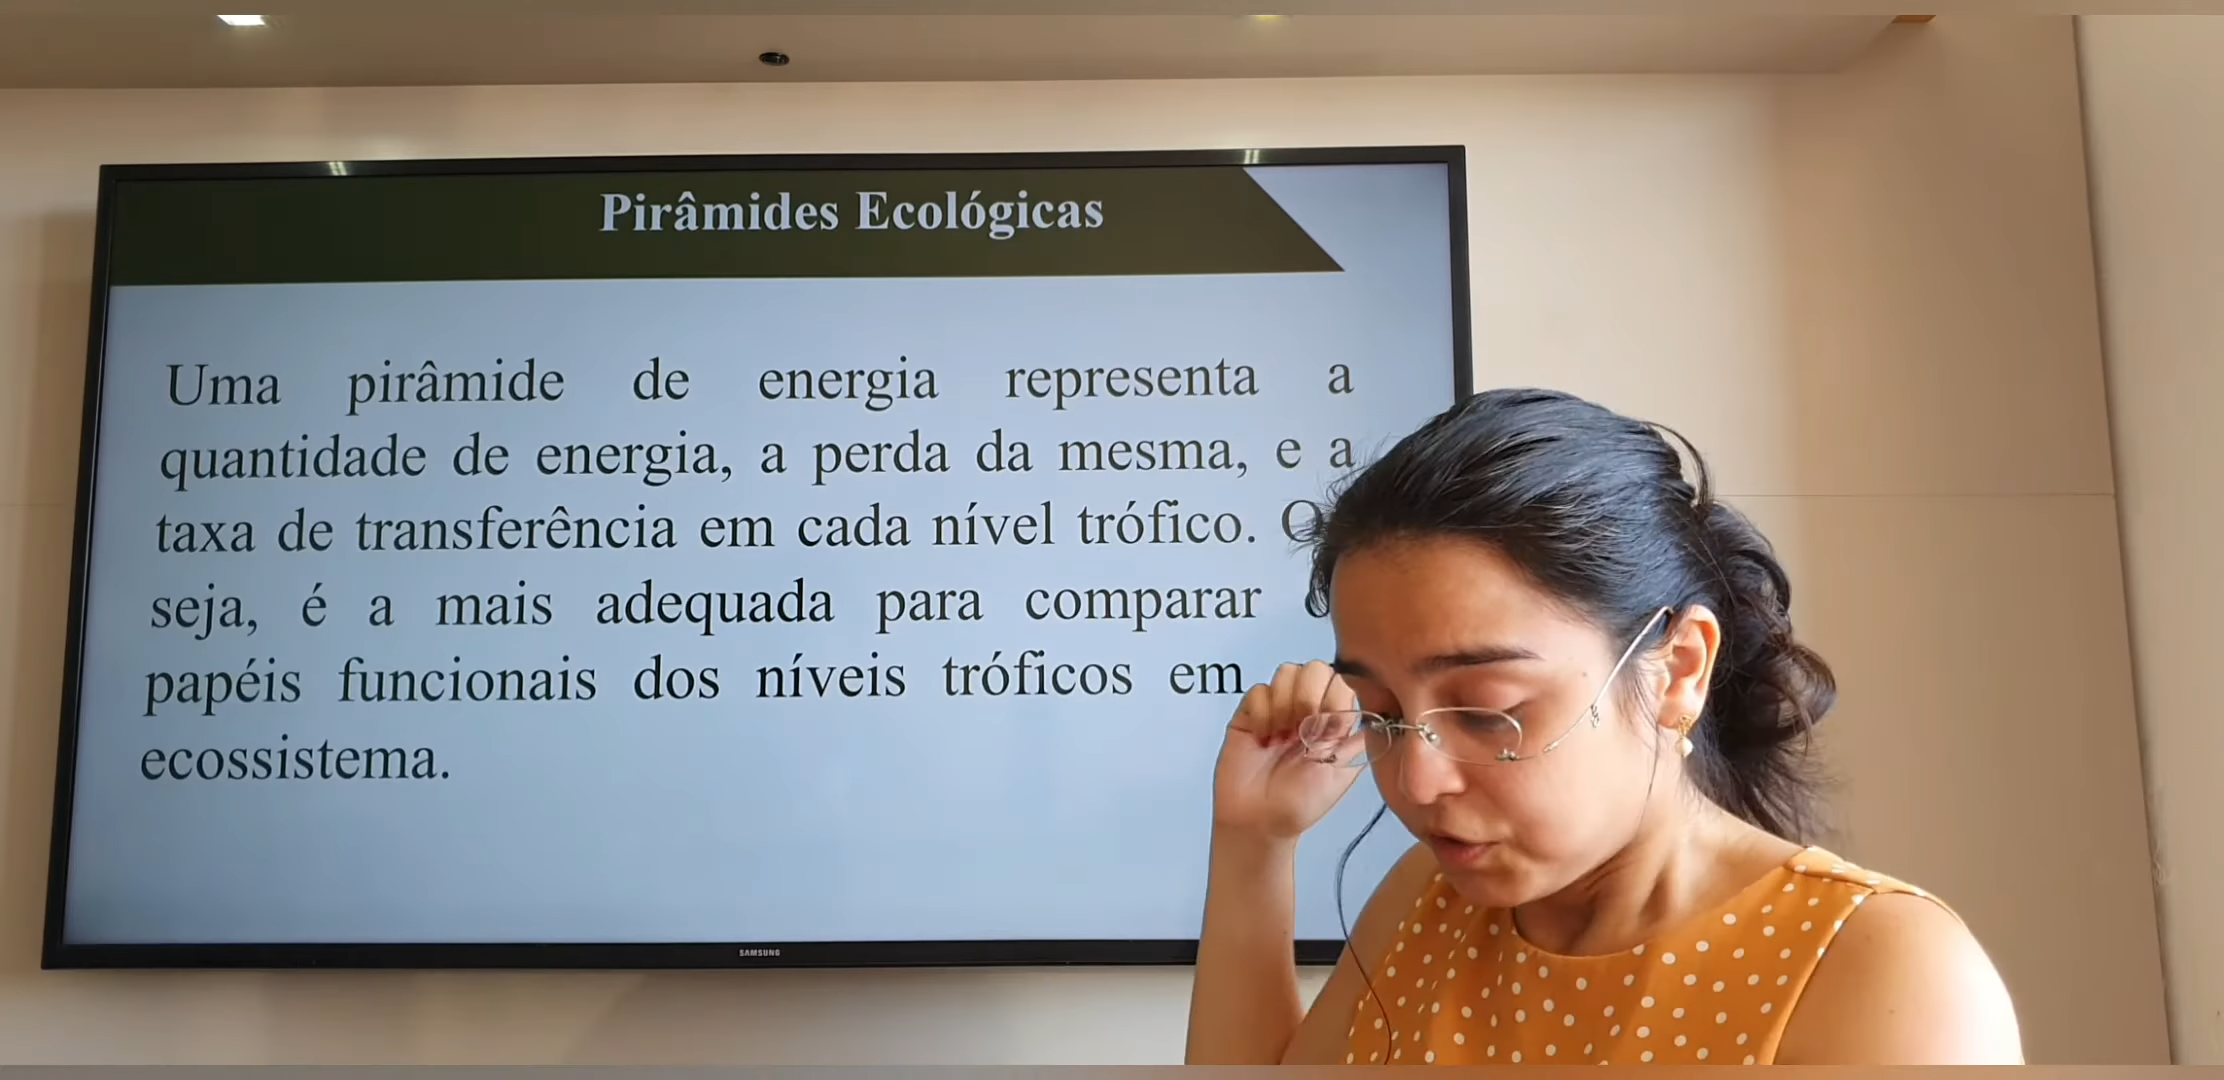 Pirâmides Ecológicas
Uma pirâmide de energia representa a
quantidade de energia, a perda da mesma, e a
taxa de transferência em cada nível trófico.
seja, é a mais adequada para comparar
papéis funcionais dos níveis tróficos em
ecossistema.
SAMSUNG